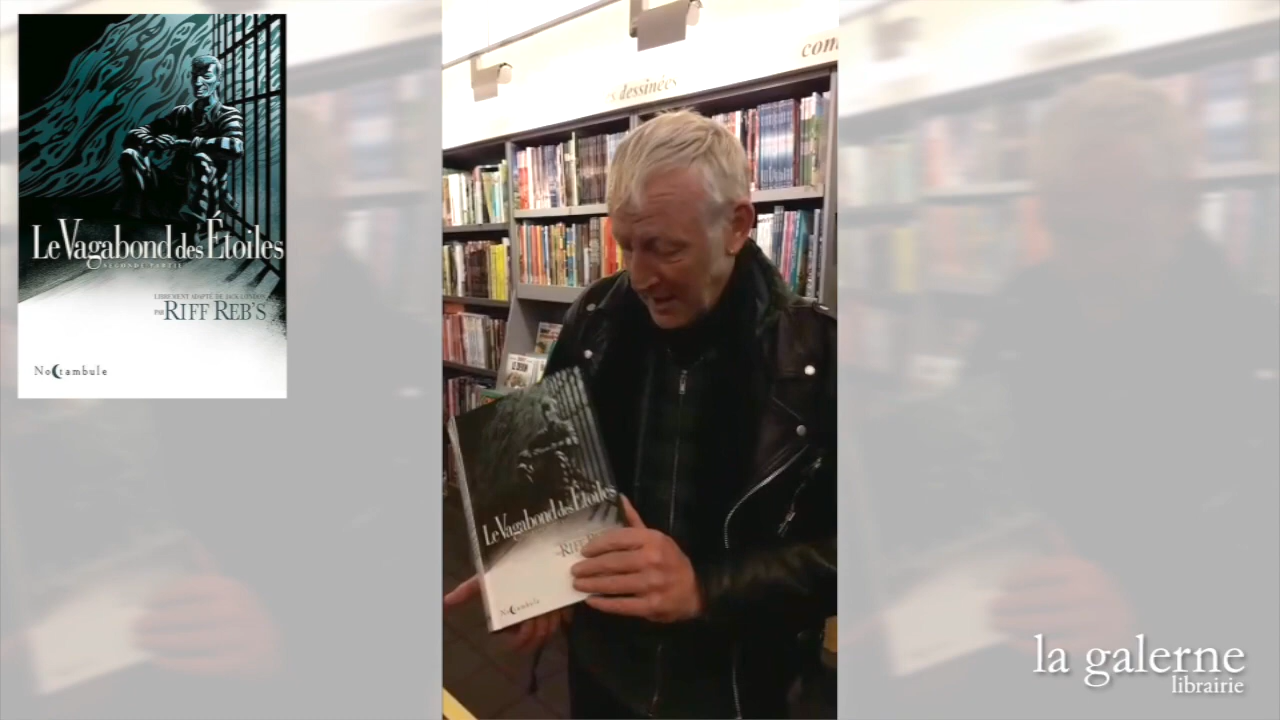 Le Vagabond des Étoiles
SECONDE PARTIE
LIBREMENT ADAPTÉ DE JACK LONDON
PAR RIFF REB'S
Noctambule
s dessinées
com
Le Vagabond des Étoiles
RIFF
Noctambule
la galerne
librairie